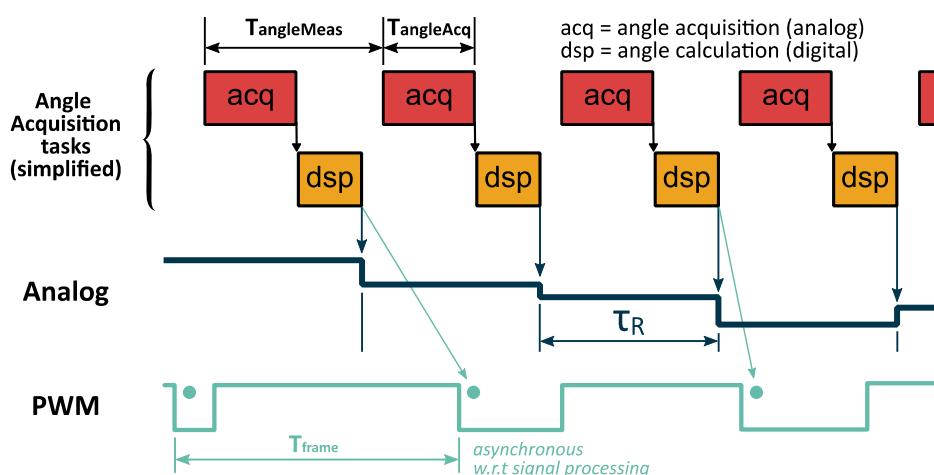 TangleMeas
TangleAcq
acq = angle acquisition (analog)
dsp = angle calculation (digital)
Angle
Acquisition
tasks
(simplified)
acq
acq
acq
acq
dsp
dsp
dsp
dsp
Analog
τR
PWM
Tframe
asynchronous
w.r.t signal processing